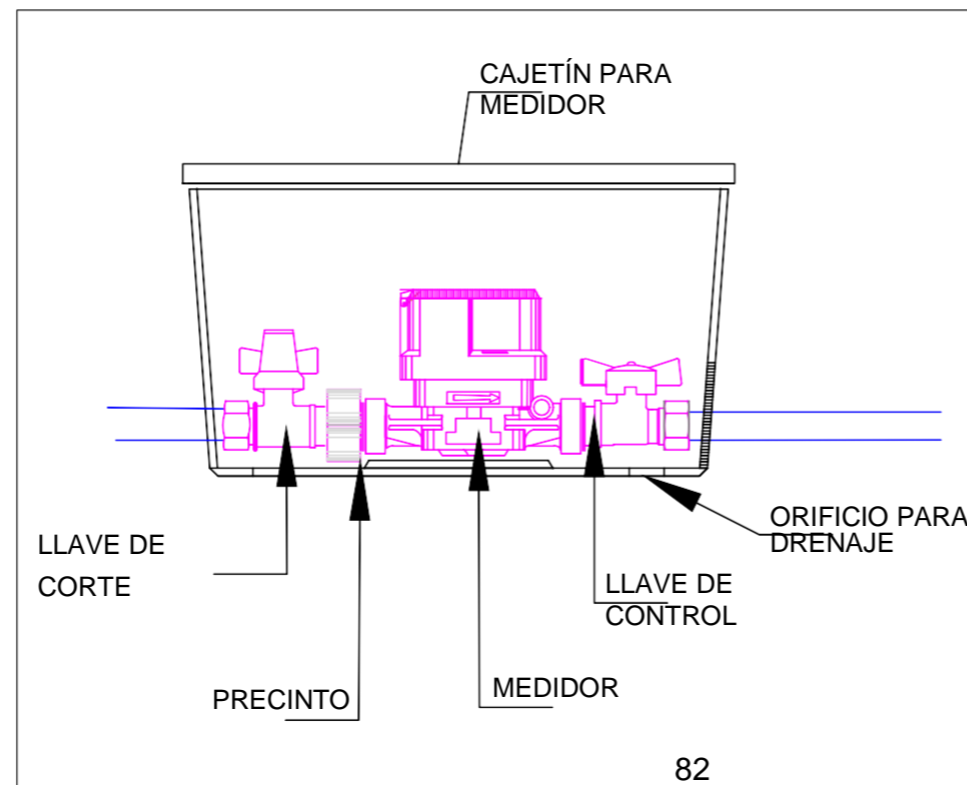 CAJETÍN PARA
MEDIDOR
ORIFICIO PARA
DRENAJE
LLAVE DE
CORTE
LLAVE DE
CONTROL
PRECINTO
MEDIDOR
82